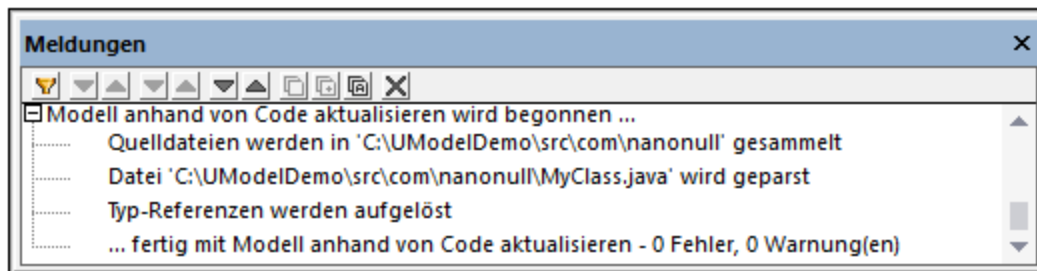 Meldungen
Modell anhand von Code aktualisieren wird begonnen ...
Quelldateien werden in 'C:\UModelDemo\src\com\nanonull' gesammelt
Datei 'C:\UModelDemo\src\com\nanonull\MyClass.java' wird geparst
Typ-Referenzen werden aufgelöst
... fertig mit Modell anhand von Code aktualisieren - 0 Fehler, 0 Warnung(en)